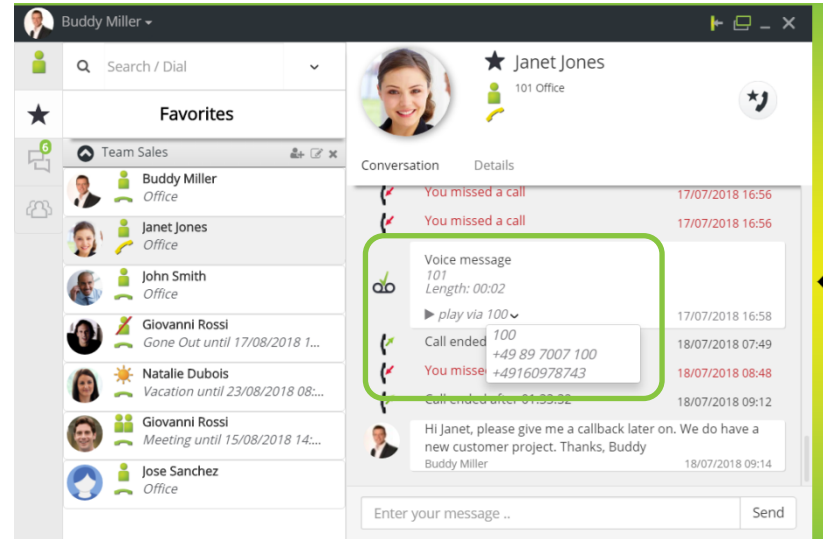 Buddy Miller
Search / Dial
Favorites
6
Team Sales
Buddy Miller
Office
Janet Jones
Office
John Smith
Office
Giovanni Rossi
Gone Out until 17/08/2018 1...
Natalie Dubois
Vacation until 23/08/2018 08:...
Giovanni Rossi
Meeting until 15/08/2018 14:...
Jose Sanchez
Office
Janet Jones
101 Office
Conversation Details
You missed a call 17/07/2018 16:56
You missed a call 17/07/2018 16:56
Voice message
101
Length: 00:02
play via 100 17/07/2018 16:58
100
+49 89 7007 100
+49160978743
Call ended 18/07/2018 07:49
You misse 18/07/2018 08:48
Call ended after 01:33:32 18/07/2018 09:12
Hi Janet, please give me a callback later on. We do have a
new customer project. Thanks, Buddy
Buddy Miller 18/07/2018 09:14
Enter your message .. Send